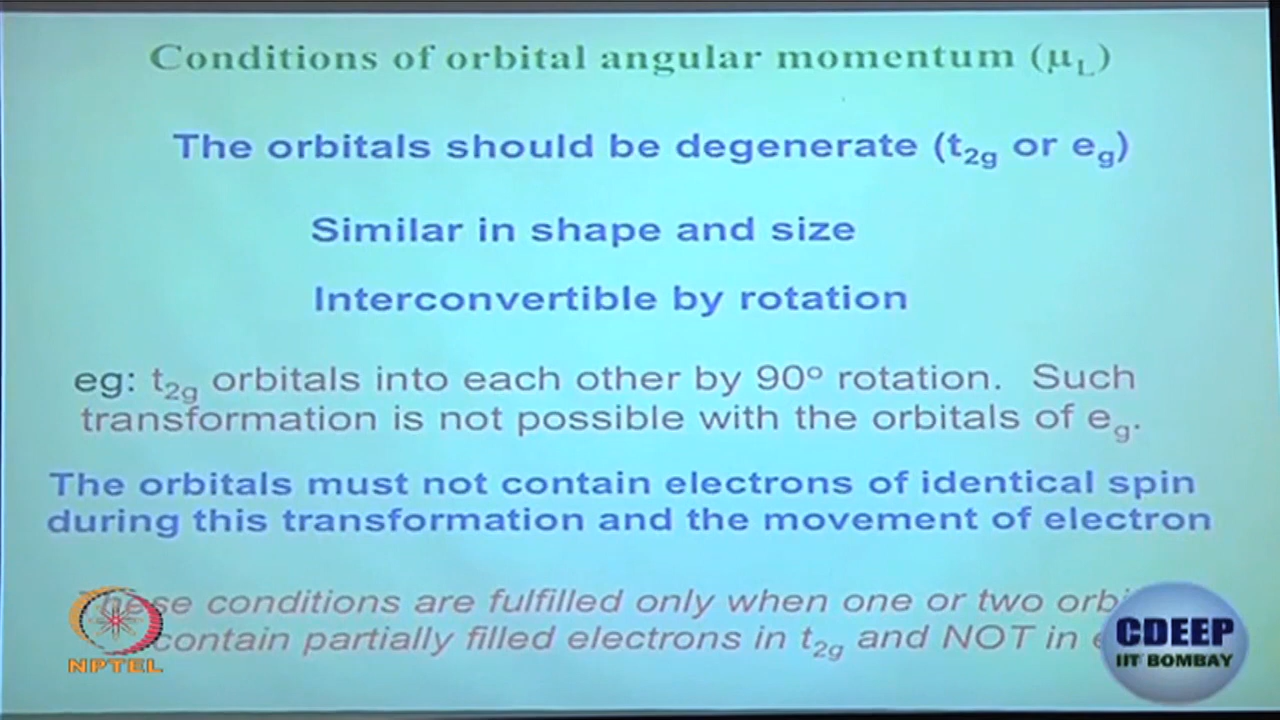 Conditions of orbital angular momentum (μL)
The orbitals should be degenerate (t2g or eg)
Similar in shape and size
Interconvertible by rotation
eg: t2g orbitals into each other by 90o rotation. Such
transformation is not possible with the orbitals of eg.
The orbitals must not contain electrons of identical spin
during this transformation and the movement of electron
conditions are fulfilled only when one or two
contain partially filled electrons in t2g and NOT in
NPTEL
CDEEP
IIT BOMBAY